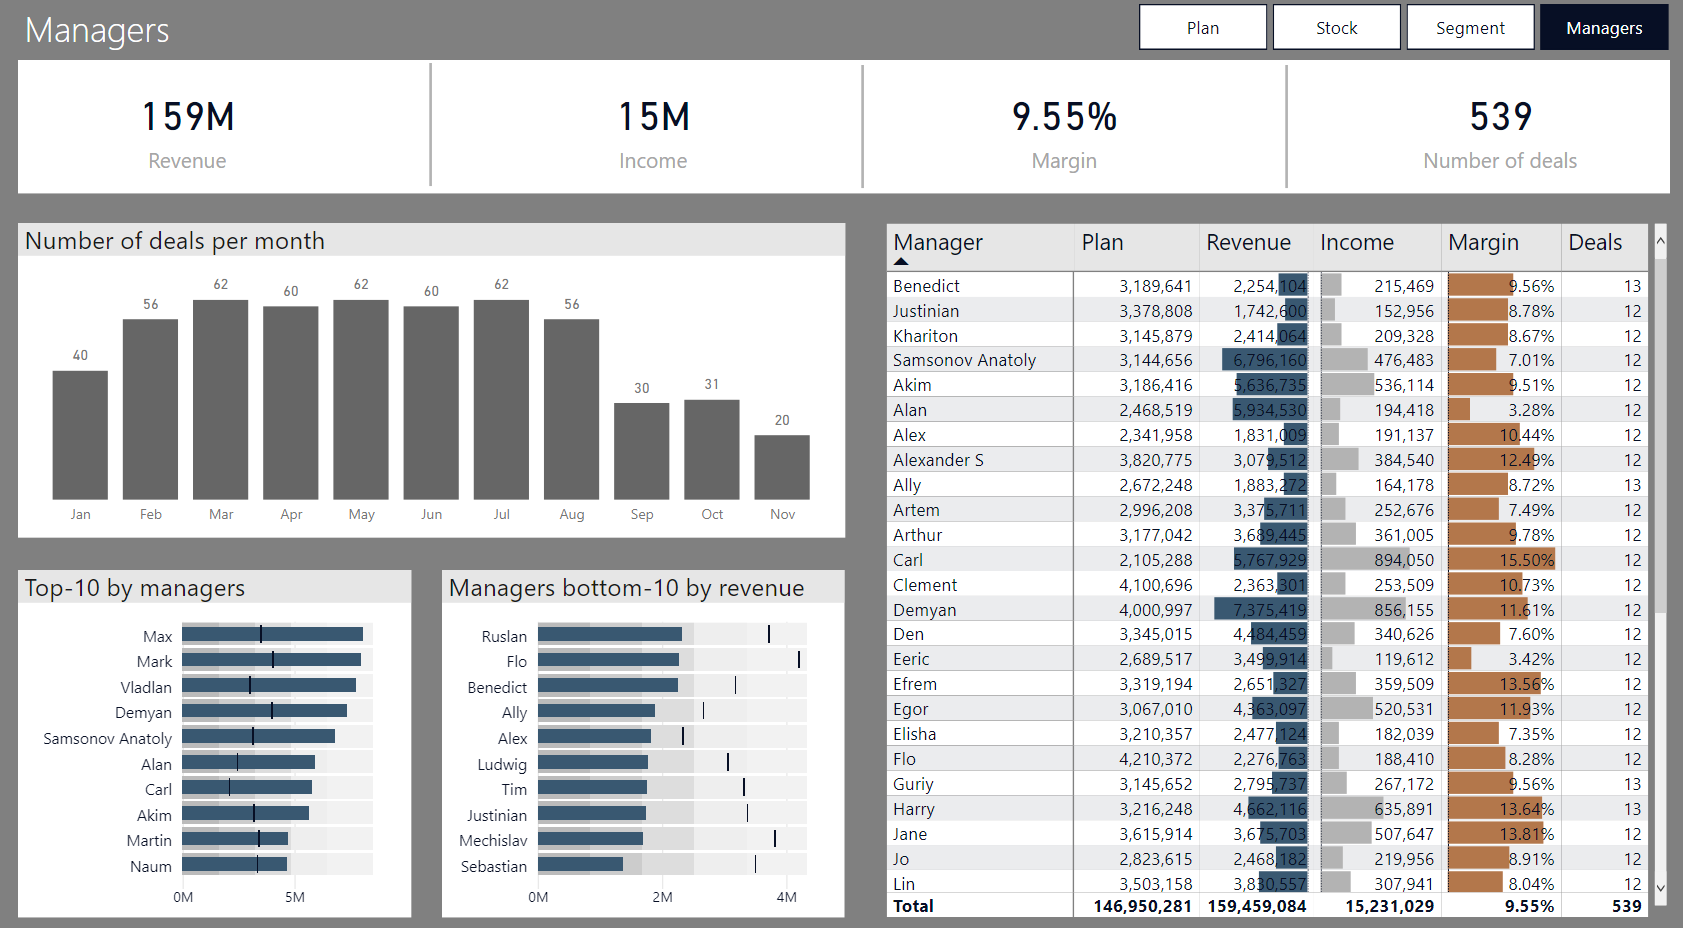 Managers
Plan Stock Segment Managers
159M 15M 9.55% 539
Revenue Income Margin Number of deals
Number of deals per month
40 56 62 60 62 60 62 56 30 31 20
Jan Feb Mar Apr May Jun Jul Aug Sep Oct Nov
Top-10 by managers
Max
Mark
Vladlan
Demyan
Samsonov Anatoly
Alan
Carl
Akim
Martin
Naum
0M 5M
Managers bottom-10 by revenue
Ruslan
Flo
Benedict
Ally
Alex
Ludwig
Tim
Justinian
Mechislav
Sebastian
0M 2M 4M
Manager Plan Revenue Income Margin Deals
Benedict 3,189,641 2,254,104 215,469 9.56% 13
Justinian 3,378,808 1,742,600 152,956 8.78% 12
Khariton 3,145,879 2,414,064 209,328 8.67% 12
Samsonov Anatoly 3,144,656 6,796,160 476,483 7.01% 12
Akim 3,186,416 5,636,735 536,114 9.51% 12
Alan 2,468,519 5,934,530 194,418 3.28% 12
Alex 2,341,958 1,831,009 191,137 10.44% 12
Alexander S 3,820,775 3,079,512 384,540 12.49% 12
Ally 2,672,248 1,883,272 164,178 8.72% 13
Artem 2,996,208 3,375,711 252,676 7.49% 12
Arthur 3,177,042 3,689,445 361,005 9.78% 12
Carl 2,105,288 5,767,929 894,050 15.50% 12
Clement 4,100,696 2,363,301 253,509 10.73% 12
Demyan 4,000,997 7,375,419 856,155 11.61% 12
Den 3,345,015 4,484,459 340,626 7.60% 12
Eeric 2,689,517 3,499,914 119,612 3.42% 12
Efrem 3,319,194 2,651,327 359,509 13.56% 12
Egor 3,067,010 4,363,097 520,531 11.93% 12
Elisha 3,210,357 2,477,124 182,039 7.35% 12
Flo 4,210,372 2,276,763 188,410 8.28% 12
Guriy 3,145,652 2,795,737 267,172 9.56% 13
Harry 3,216,248 4,662,116 635,891 13.64% 13
Jane 3,615,914 3,675,703 507,647 13.81% 12
Jo 2,823,615 2,468,182 219,956 8.91% 12
Lin 3,503,158 3,830,557 307,941 8.04% 12
Total 146,950,281 159,459,084 15,231,029 9.55% 539